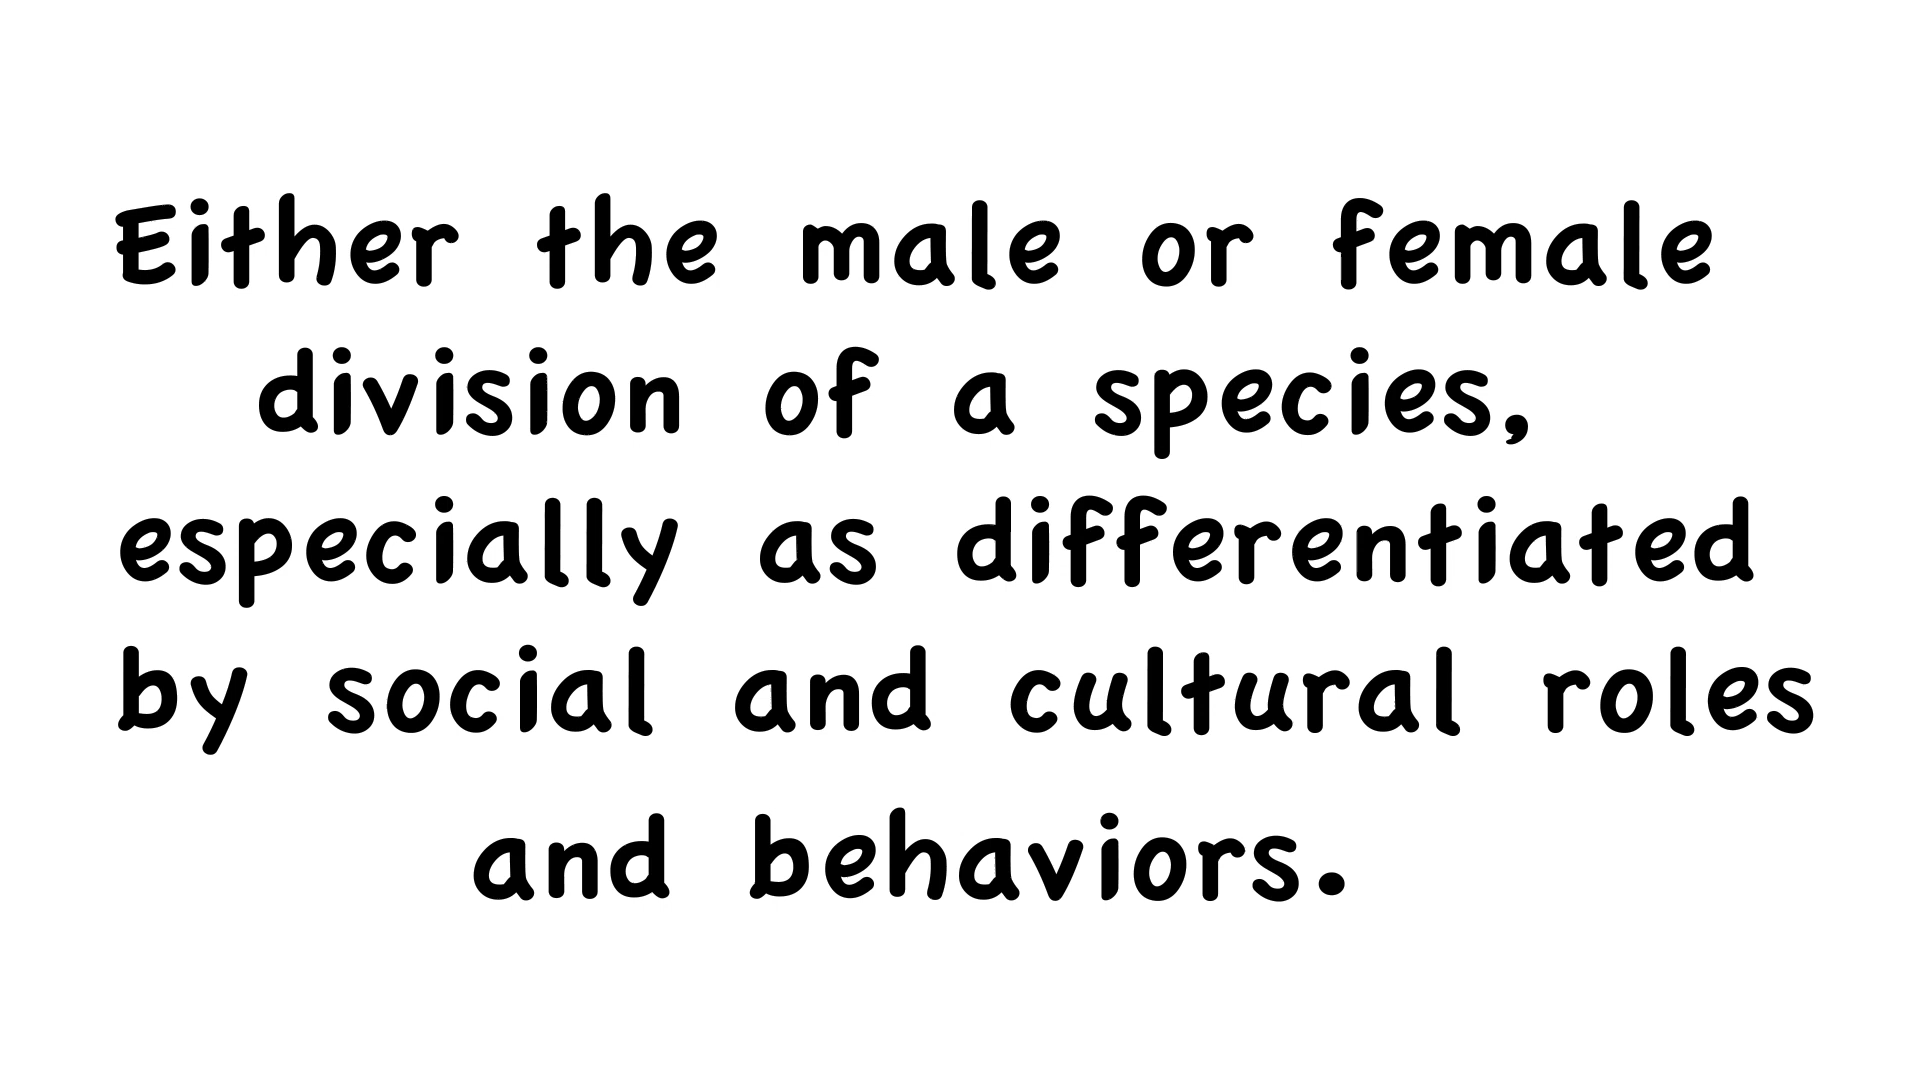 Either the male or female
division of a species,
especially as differentiated
by social and cultural roles
and behaviors.